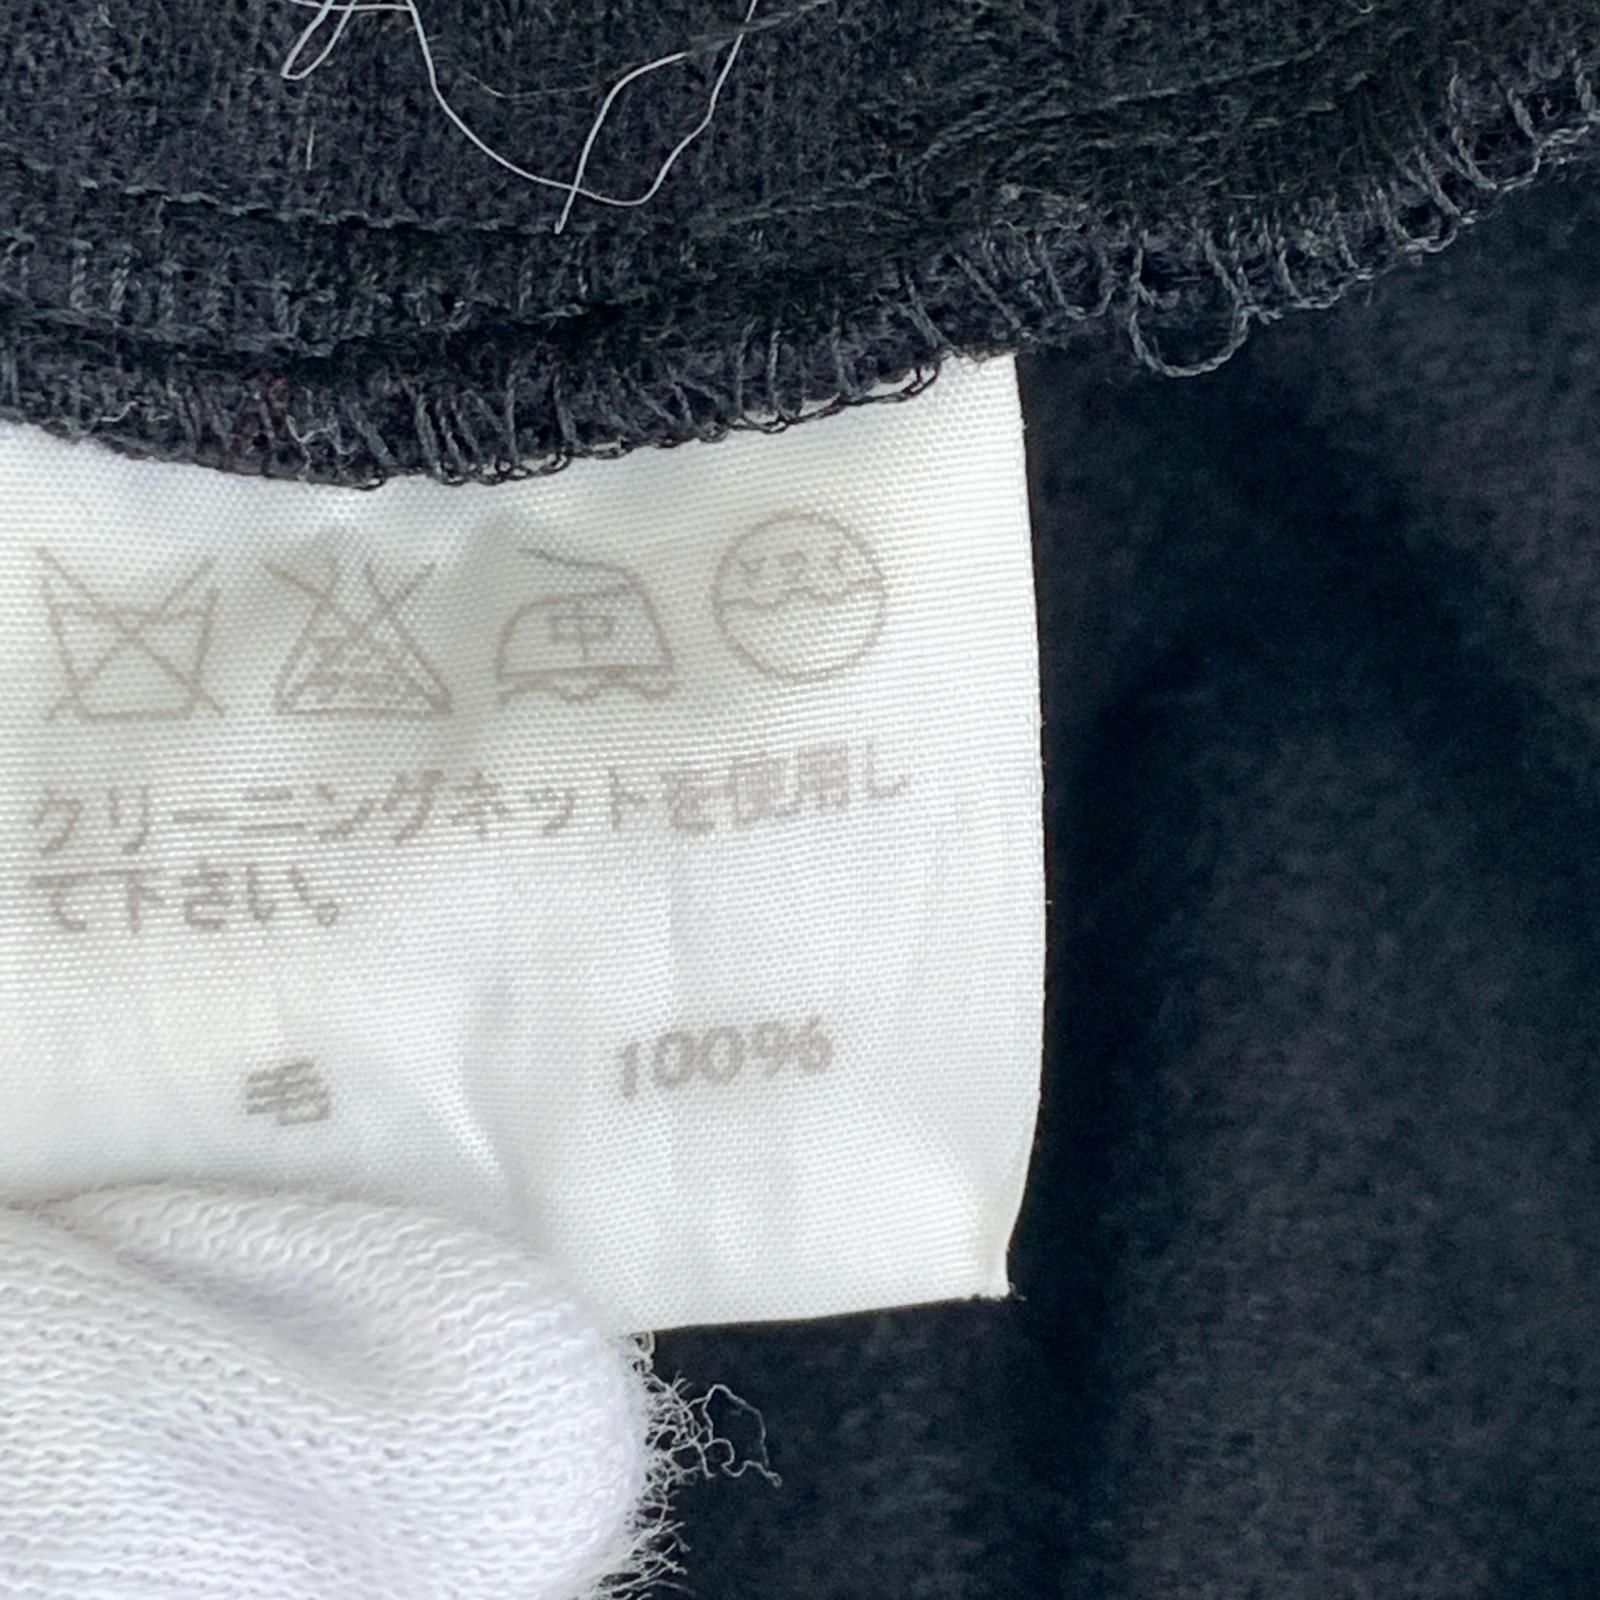 中
クリーニングネットを使用し
て下さい。
毛 100%